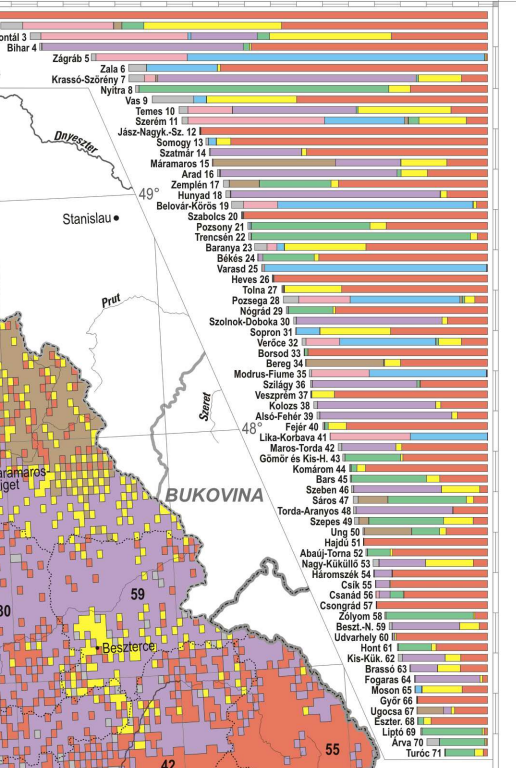 ontál 3
Bihar 4
Zágráb 5
Zala 6
Krassó-Szörény 7
Nyitra 8
Vas 9
Temes 10
Szerém 11
Jász-Nagyk.-Sz. 12
Somogy 13
Szatmár 14
Máramaros 15
Arad 16
Zemplén 17
Hunyad 18
Belovár-Körös 19
Szabolcs 20
Pozsony 21
Trencsén 22
Baranya 23
Békés 24
Varasd 25
Heves 26
Tolna 27
Pozsega 28
Nógrád 29
Szolnok-Doboka 30
Sopron 31
Verőce 32
Borsod 33
Bereg 34
Modrus-Fiume 35
Szilágy 36
Veszprém 37
Kolozs 38
Alsó-Fehér 39
Fejér 40
Lika-Korbava 41
Maros-Torda 42
Gömör és Kis-H. 43
Komárom 44
Bars 45
Szeben 46
Sáros 47
Torda-Aranyos 48
Szepes 49
Ung 50
Hajdú 51
Abaúj-Torna 52
Nagy-Küküllő 53
Háromszék 54
Csík 55
Csanád 56
Csongrád 57
Zólyom 58
Beszt.-N. 59
Udvarhely 60
Hont 61
Kis-Kük. 62
Brassó 63
Fogaras 64
Moson 65
Győr 66
Ugocsa 67
Eszter. 68
Liptó 69
Árva 70
Turóc 71
Dnyeszter
49°
Stanislau
Prut
Szeret
48°
aramaros-
iget
BUKOVINA
59
30
Beszterce
55
42